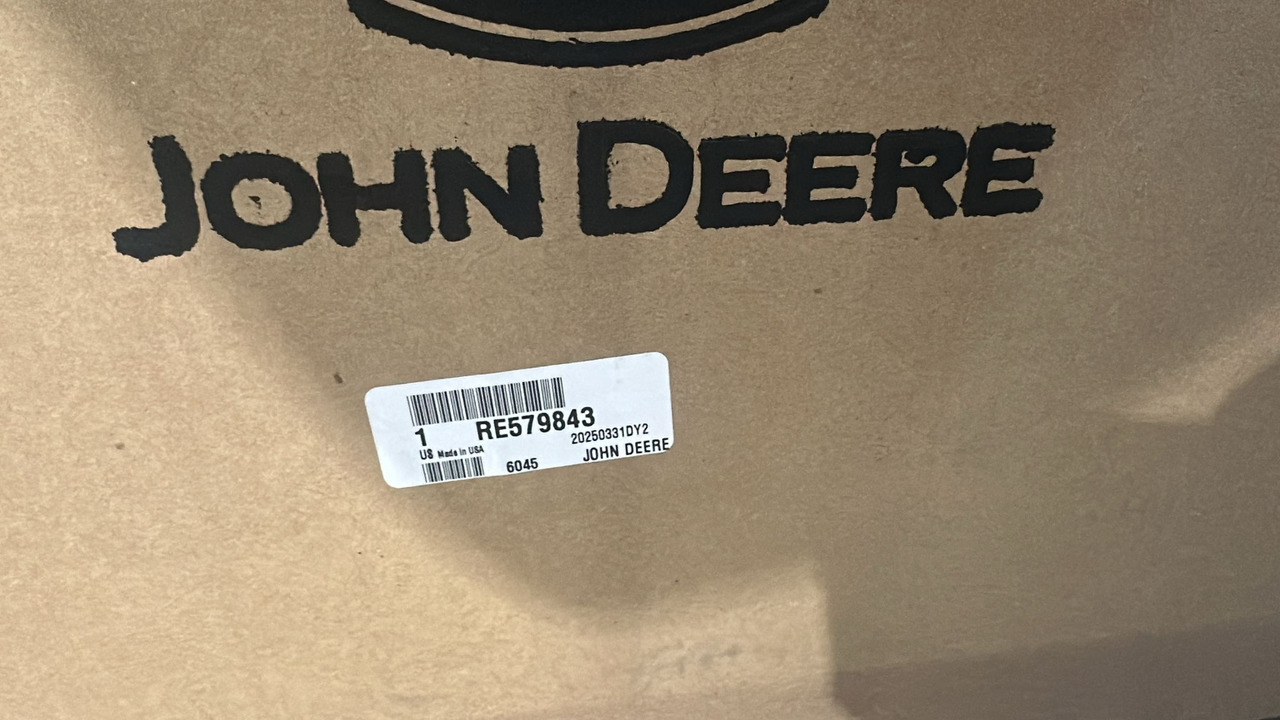 JOHN DEERE
1 RE579843
20250331DY2
US Made in USA
6045 JOHN DEERE